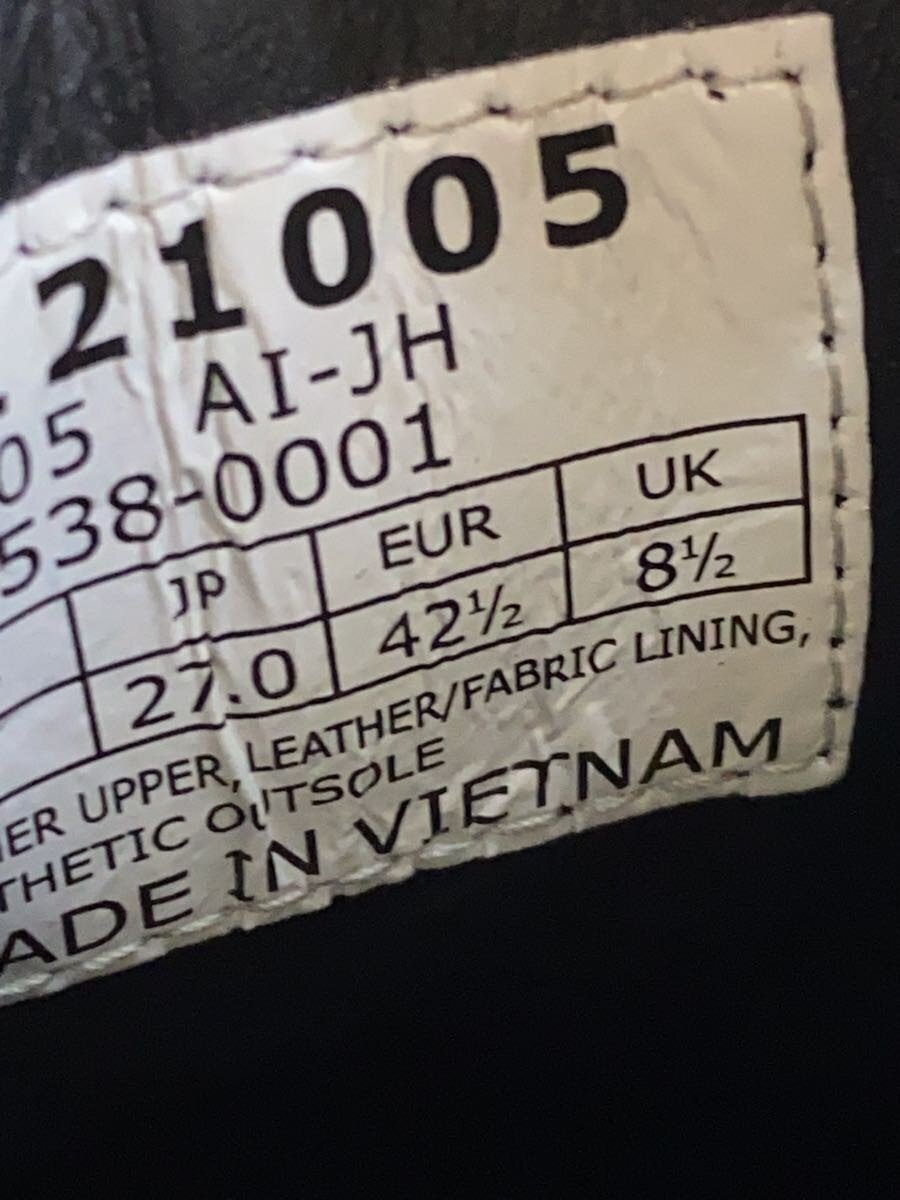 21005
05 AI-JH
538-0001
JP EUR UK
27.0 42½ 8½
ER UPPER, LEATHER/FABRIC LINING,
THETIC OUTSOLE
ADE IN VIETNAM